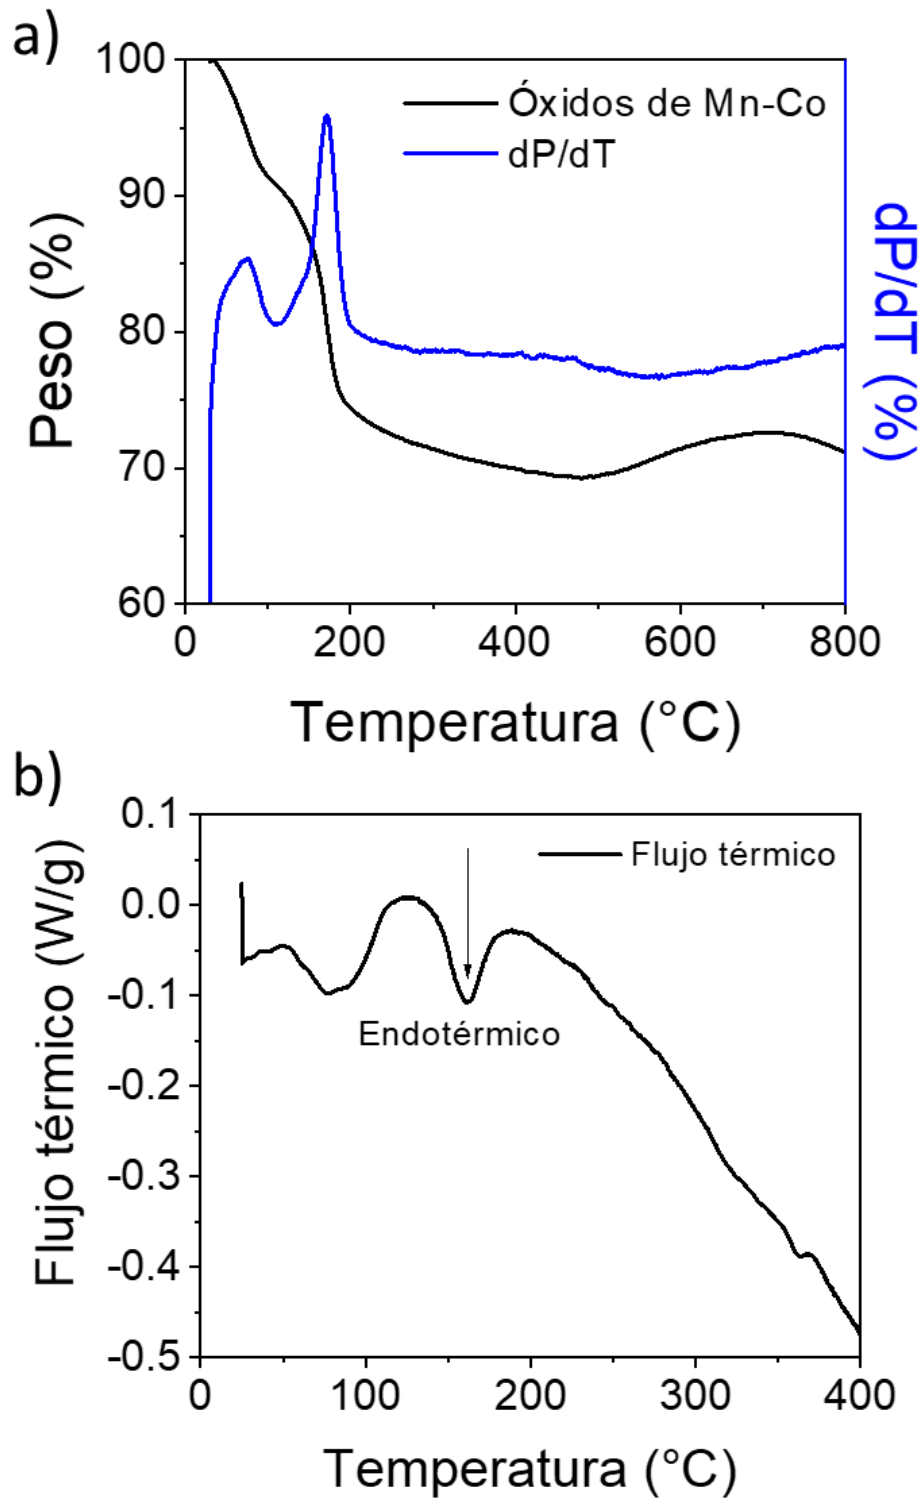 a)
100
90
80
70
60
Peso (%)
Óxidos de Mn-Co
dP/dT
dP/dT (%)
0 200 400 600 800
Temperatura (°C)
b)
0.1
0.0
-0.1
-0.2
-0.3
-0.4
-0.5
Flujo térmico (W/g)
Flujo térmico
Endotérmico
0 100 200 300 400
Temperatura (°C)